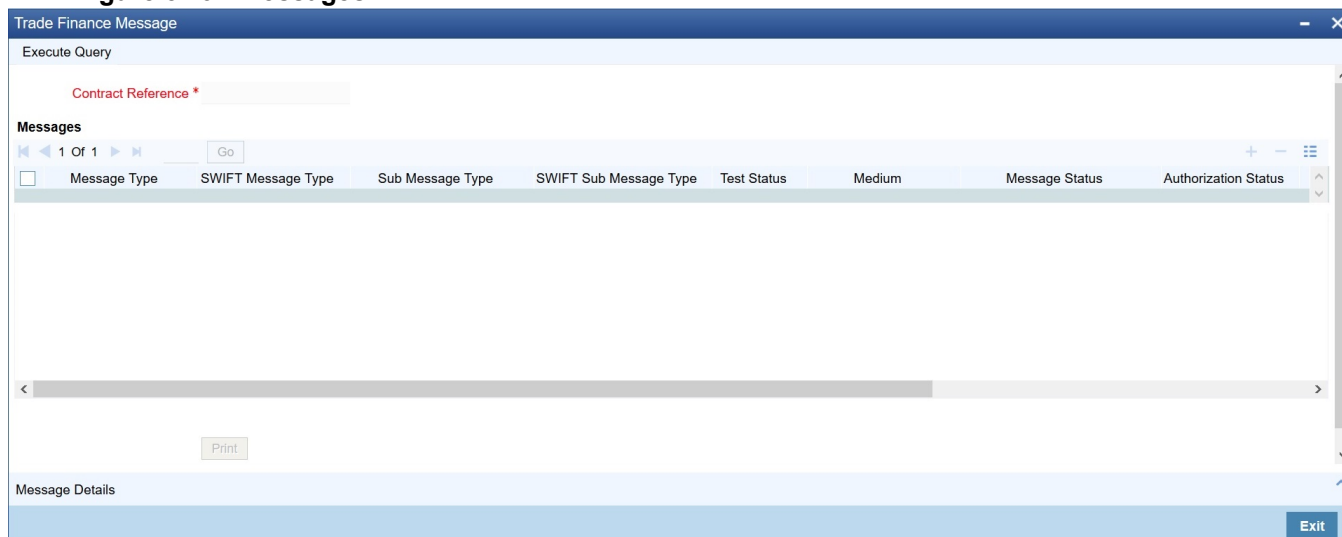 Trade Finance Message
Execute Query
Contract Reference *
Messages
1 Of 1 Go
Message Type SWIFT Message Type Sub Message Type SWIFT Sub Message Type Test Status Medium Message Status Authorization Status
Print
Message Details
Exit